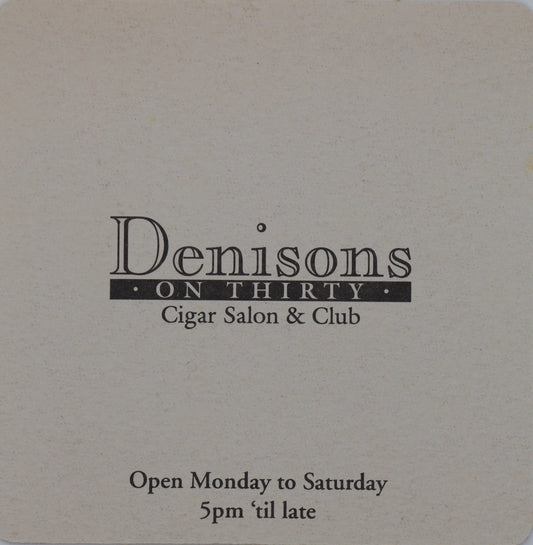 Denisons
· ON THIRTY ·
Cigar Salon & Club
Open Monday to Saturday
5pm ‘til late